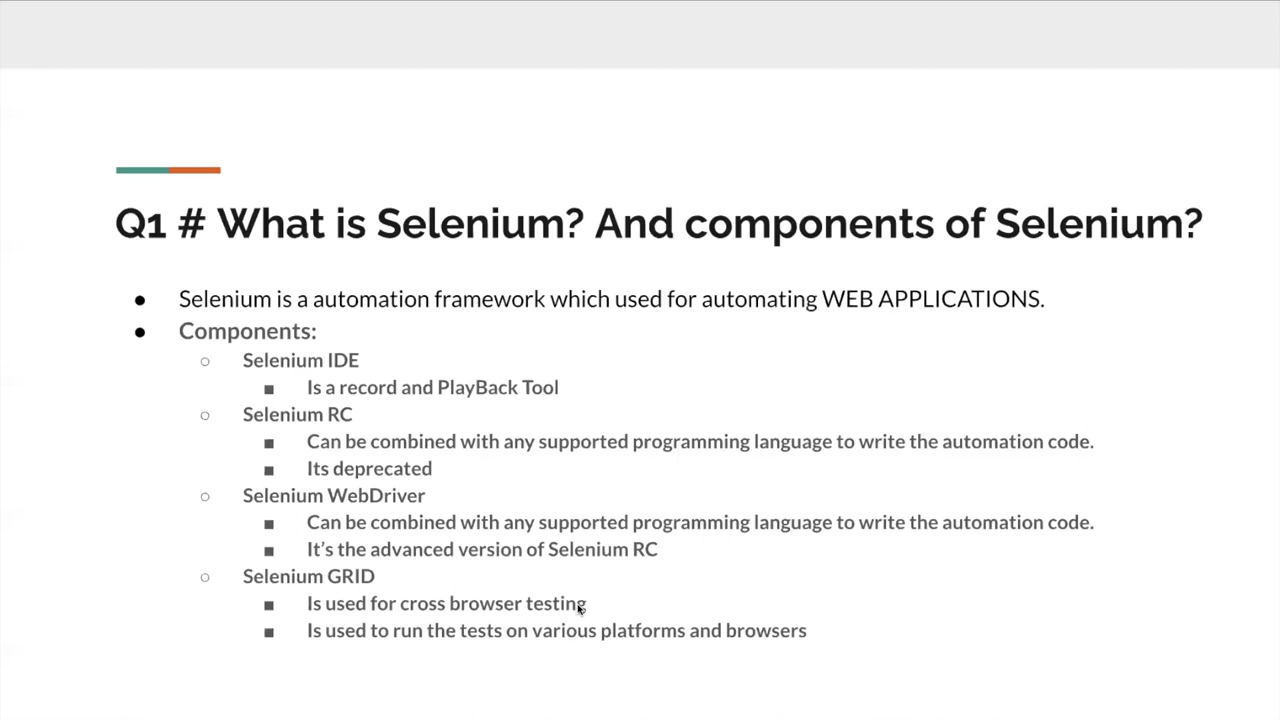 Q1 # What is Selenium? And components of Selenium?
● Selenium is a automation framework which used for automating WEB APPLICATIONS.
● Components:
○ Selenium IDE
■ Is a record and PlayBack Tool
○ Selenium RC
■ Can be combined with any supported programming language to write the automation code.
■ Its deprecated
○ Selenium WebDriver
■ Can be combined with any supported programming language to write the automation code.
■ It’s the advanced version of Selenium RC
○ Selenium GRID
■ Is used for cross browser testing
■ Is used to run the tests on various platforms and browsers